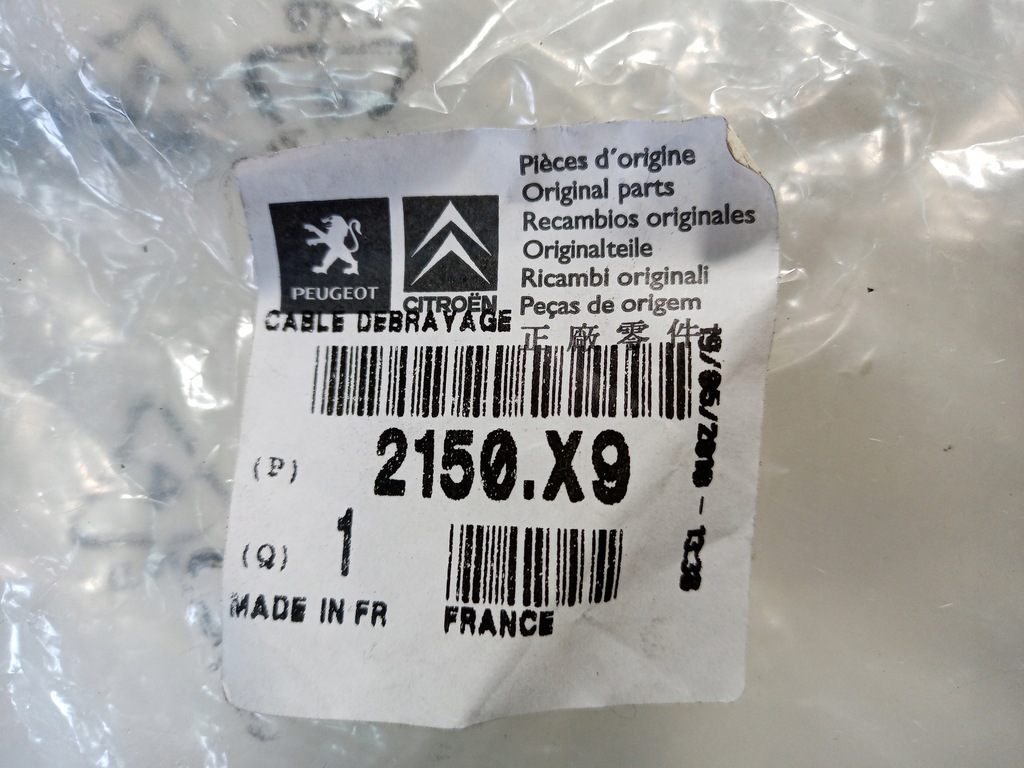 Pièces d'origine
Original parts
Recambios originales
Originalteile
Ricambi originali
Peças de origem
正廠零件
PEUGEOT
CITROËN
CABLE DEBRAYAGE
2150.X9
(P)
(Q) 1
MADE IN FR
FRANCE